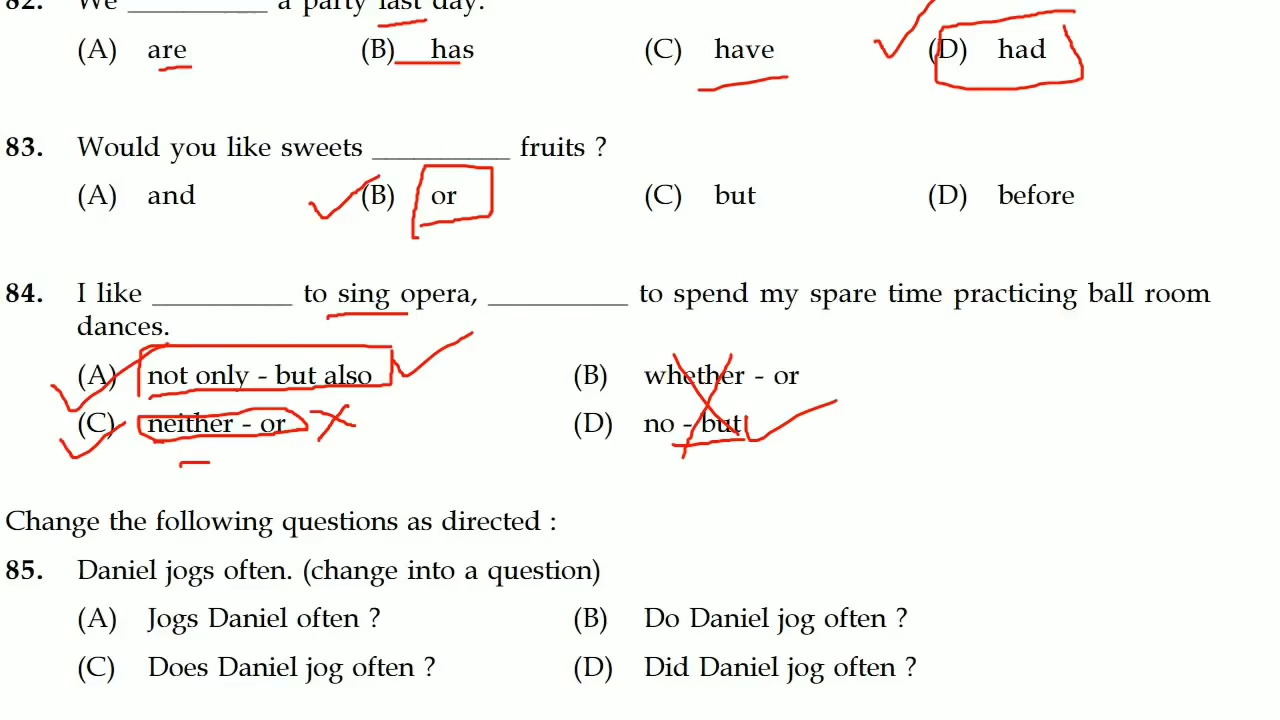 82. We __________ a party last day.
(A) are (B) has (C) have (D) had
83. Would you like sweets __________ fruits ?
(A) and (B) or (C) but (D) before
84. I like __________ to sing opera, __________ to spend my spare time practicing ball room
dances.
(A) not only - but also (B) whether - or
(C) neither - or (D) no - but
Change the following questions as directed :
85. Daniel jogs often. (change into a question)
(A) Jogs Daniel often ? (B) Do Daniel jog often ?
(C) Does Daniel jog often ? (D) Did Daniel jog often ?